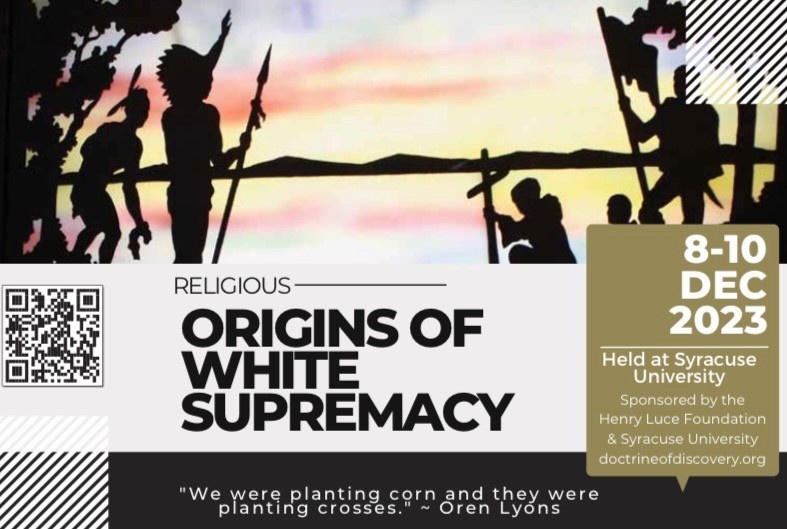 RELIGIOUS
ORIGINS OF
WHITE
SUPREMACY
8-10
DEC
2023
Held at Syracuse
University
Sponsored by the
Henry Luce Foundation
& Syracuse University
doctrineofdiscovery.org
"We were planting corn and they were
planting crosses." ~ Oren Lyons